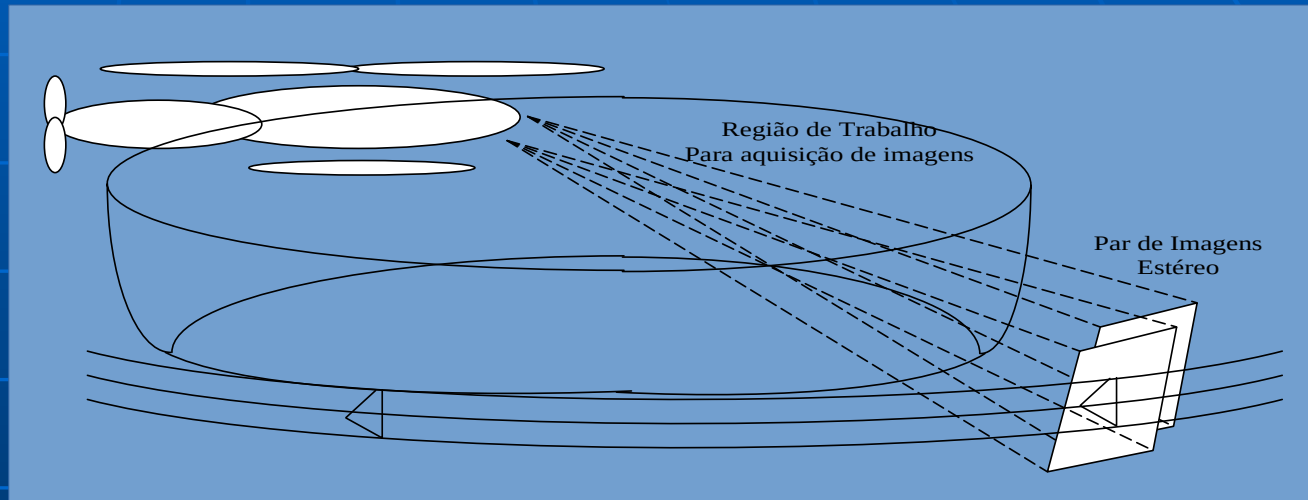 Região de Trabalho
Para aquisição de imagens
Par de Imagens
Estéreo